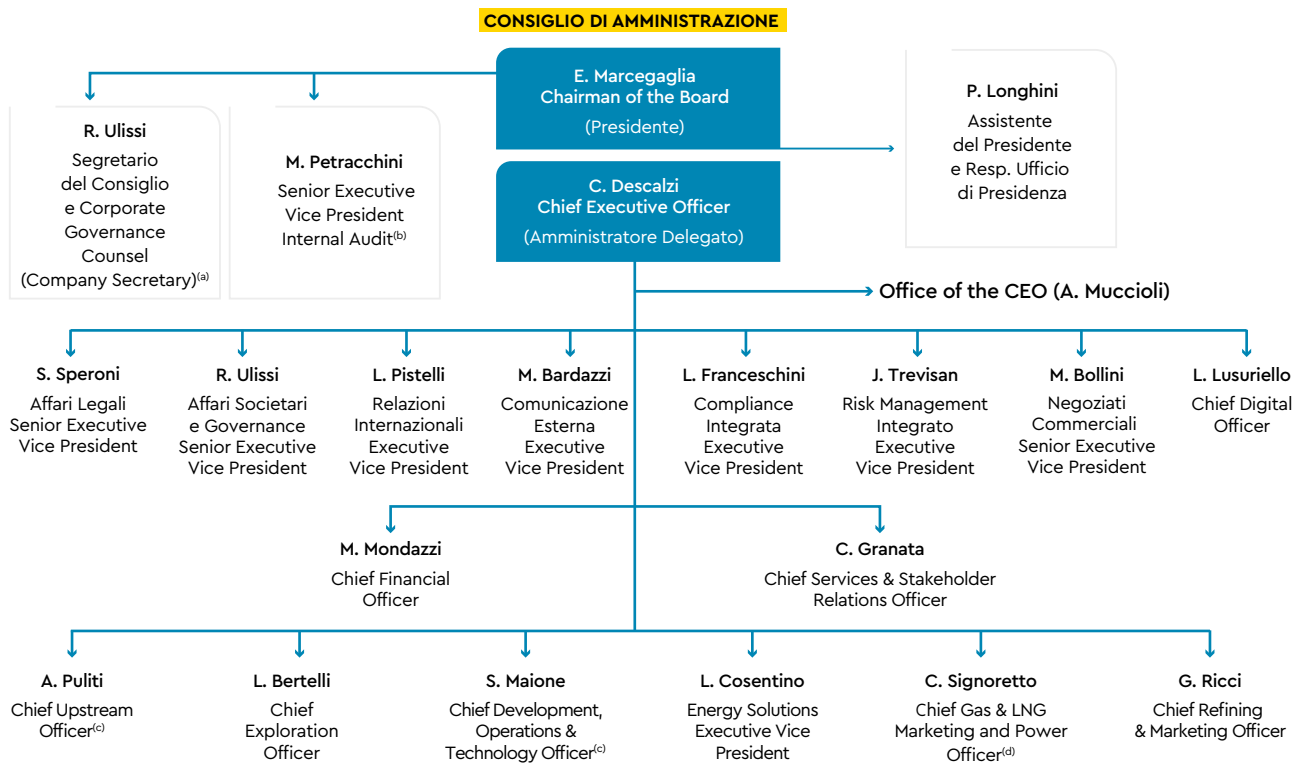 CONSIGLIO DI AMMINISTRAZIONE
E. Marcegaglia
Chairman of the Board
(Presidente)
P. Longhini
Assistente
del Presidente
e Resp. Ufficio
di Presidenza
R. Ulissi
Segretario
del Consiglio
e Corporate
Governance
Counsel
(Company Secretary)(a)
M. Petracchini
Senior Executive
Vice President
Internal Audit(b)
C. Descalzi
Chief Executive Officer
(Amministratore Delegato)
Office of the CEO (A. Muccioli)
S. Speroni
Affari Legali
Senior Executive
Vice President
R. Ulissi
Affari Societari
e Governance
Senior Executive
Vice President
L. Pistelli
Relazioni
Internazionali
Executive
Vice President
M. Bardazzi
Comunicazione
Esterna
Executive
Vice President
L. Franceschini
Compliance
Integrata
Executive
Vice President
J. Trevisan
Risk Management
Integrato
Executive
Vice President
M. Bollini
Negoziati
Commerciali
Senior Executive
Vice President
L. Lusuriello
Chief Digital
Officer
M. Mondazzi
Chief Financial
Officer
C. Granata
Chief Services & Stakeholder
Relations Officer
A. Puliti
Chief Upstream
Officer(c)
L. Bertelli
Chief
Exploration
Officer
S. Maione
Chief Development,
Operations &
Technology Officer(c)
L. Cosentino
Energy Solutions
Executive Vice
President
C. Signoretto
Chief Gas & LNG
Marketing and Power
Officer(d)
G. Ricci
Chief Refining
& Marketing Officer